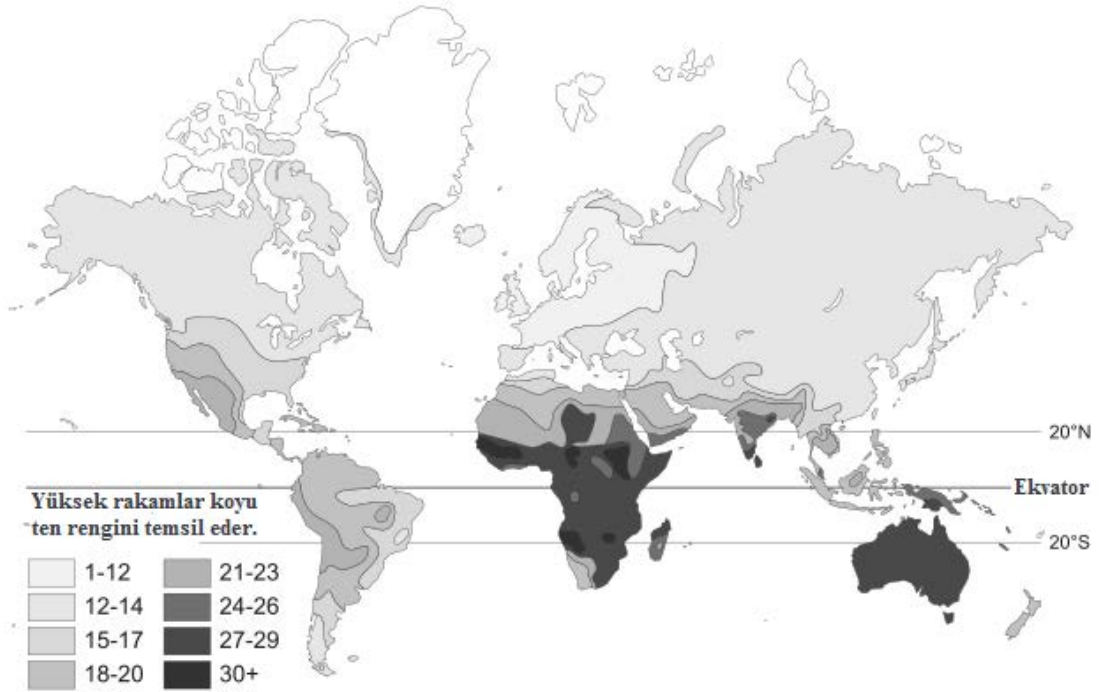 20°N
Ekvator
Yüksek rakamlar koyu
ten rengini temsil eder.
20°S
1-12
12-14
15-17
18-20
21-23
24-26
27-29
30+